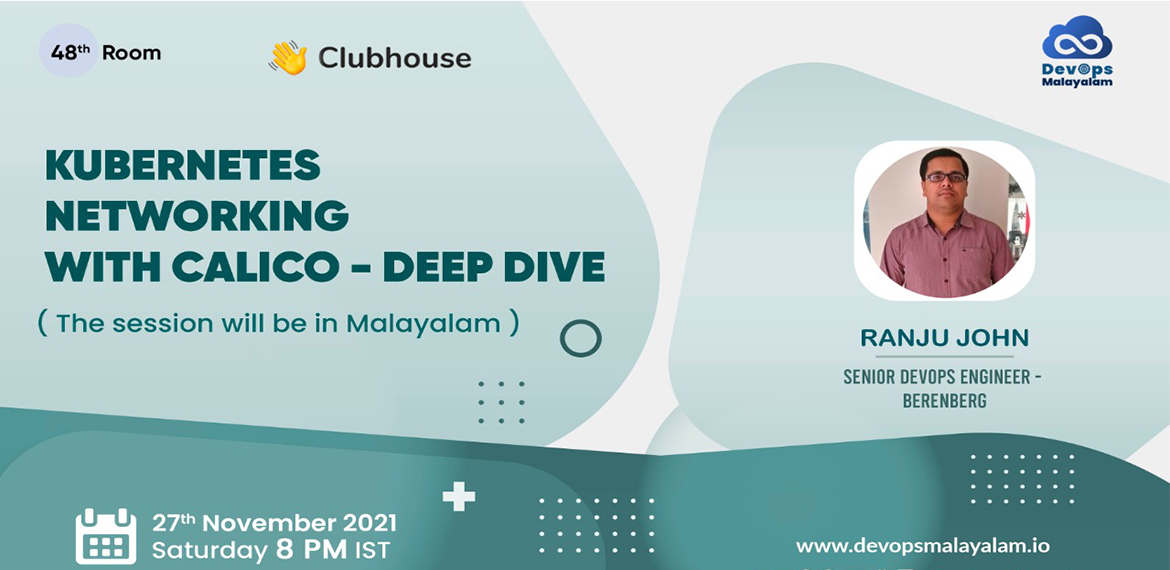 48th Room
Clubhouse
DevOps
Malayalam
KUBERNETES
NETWORKING
WITH CALICO - DEEP DIVE
( The session will be in Malayalam )
RANJU JOHN
SENIOR DEVOPS ENGINEER -
BERENBERG
27th November 2021
Saturday 8 PM IST
www.devopsmalayalam.io